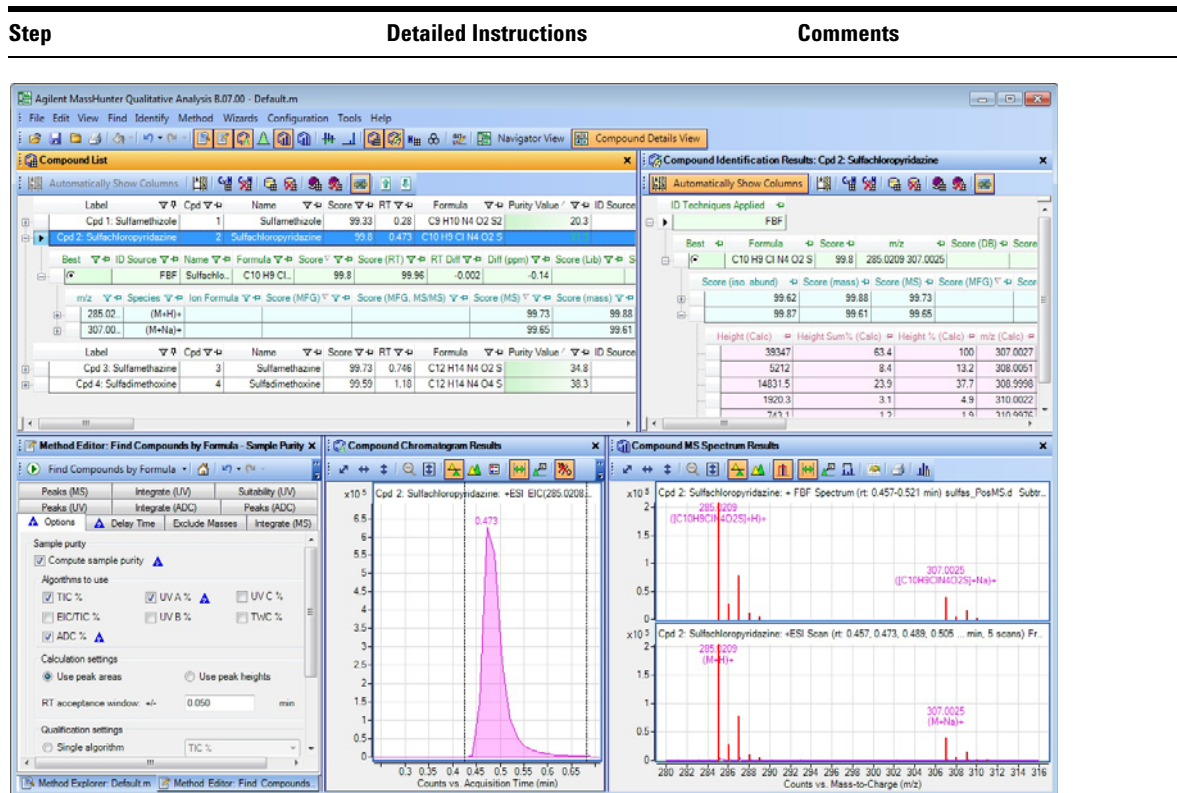 Step Detailed Instructions Comments
Agilent MassHunter Qualitative Analysis B.07.00 - Default.m
File Edit View Find Identify Method Wizards Configuration Tools Help
Navigator View Compound Details View
Compound List
Automatically Show Columns
Label Cpd Name Score RT Formula Purity Value ID Source
Cpd 1: Sulfamethizole 1 Sulfamethizole 99.33 0.28 C9 H10 N4 O2 S2 20.3
Cpd 2: Sulfachloropyridazine 2 Sulfachloropyridazine 99.8 0.473 C10 H9 Cl N4 O2 S
Best ID Source Name Formula Score Score (RT) RT Diff Diff (ppm) Score (Lib) S
FBF Sulfachlo.. C10 H9 Cl.. 99.8 99.96 -0.002 -0.14
m/z Species Ion Formula Score (MFG) Score (MFG, MS/MS) Score (MS) Score (mass)
285.02.. (M+H)+ 99.73 99.88
307.00.. (M+Na)+ 99.65 99.61
Label Cpd Name Score RT Formula Purity Value ID Source
Cpd 3: Sulfamethazine 3 Sulfamethazine 99.73 0.746 C12 H14 N4 O2 S 34.8
Cpd 4: Sulfadimethoxine 4 Sulfadimethoxine 99.59 1.18 C12 H14 N4 O4 S 38.3
Compound Identification Results: Cpd 2: Sulfachloropyridazine
Automatically Show Columns
ID Techniques Applied
FBF
Best Formula Score m/z Score (DB) Score
C10 H9 Cl N4 O2 S 99.8 285.0209 307.0025
Score (iso. abund) Score (mass) Score (MS) Score (MFG) Scor
99.62 99.88 99.73
99.87 99.61 99.65
Height (Calc) Height Sum% (Calc) Height % (Calc) m/z (Calc)
39347 63.4 100 307.0027
5212 8.4 13.2 308.0051
14831.5 23.9 37.7 308.9998
1920.3 3.1 4.9 310.0022
743.1 1.2 1.9 310.9976
Method Editor: Find Compounds by Formula - Sample Purity
Find Compounds by Formula
Peaks (MS) Integrate (UV) Suitability (UV)
Peaks (UV) Integrate (ADC) Peaks (ADC)
Options Delay Time Exclude Masses Integrate (MS)
Sample purity
Compute sample purity
Algorithms to use
TIC % UV A % UV C %
EIC/TIC % UV B % TWC %
ADC %
Calculation settings
Use peak areas Use peak heights
RT acceptance window: +/- 0.050 min
Qualification settings
Single algorithm TIC %
Method Explorer: Default.m Method Editor: Find Compounds..
Compound Chromatogram Results
x10 5 Cpd 2: Sulfachloropyridazine: +ESI EIC(285.0208..
0.473
6.5
6
5.5
5
4.5
4
3.5
3
2.5
2
1.5
1
0.5
0
0.3 0.35 0.4 0.45 0.5 0.55 0.6 0.65
Counts vs. Acquisition Time (min)
Compound MS Spectrum Results
x10 5 Cpd 2: Sulfachloropyridazine: + FBF Spectrum (rt: 0.457-0.521 min) sulfas_PosMS.d Subtr..
2
285.0209
([C10H9ClN4O2S]+H)+
1.5
1
307.0025
([C10H9ClN4O2S]+Na)+
0.5
0
x10 5 Cpd 2: Sulfachloropyridazine: +ESI Scan (rt: 0.457, 0.473, 0.489, 0.505 ... min, 5 scans) Fr..
2
285.0209
(M+H)+
1.5
1
307.0025
(M+Na)+
0.5
0
280 282 284 286 288 290 292 294 296 298 300 302 304 306 308 310 312 314 316
Counts vs. Mass-to-Charge (m/z)